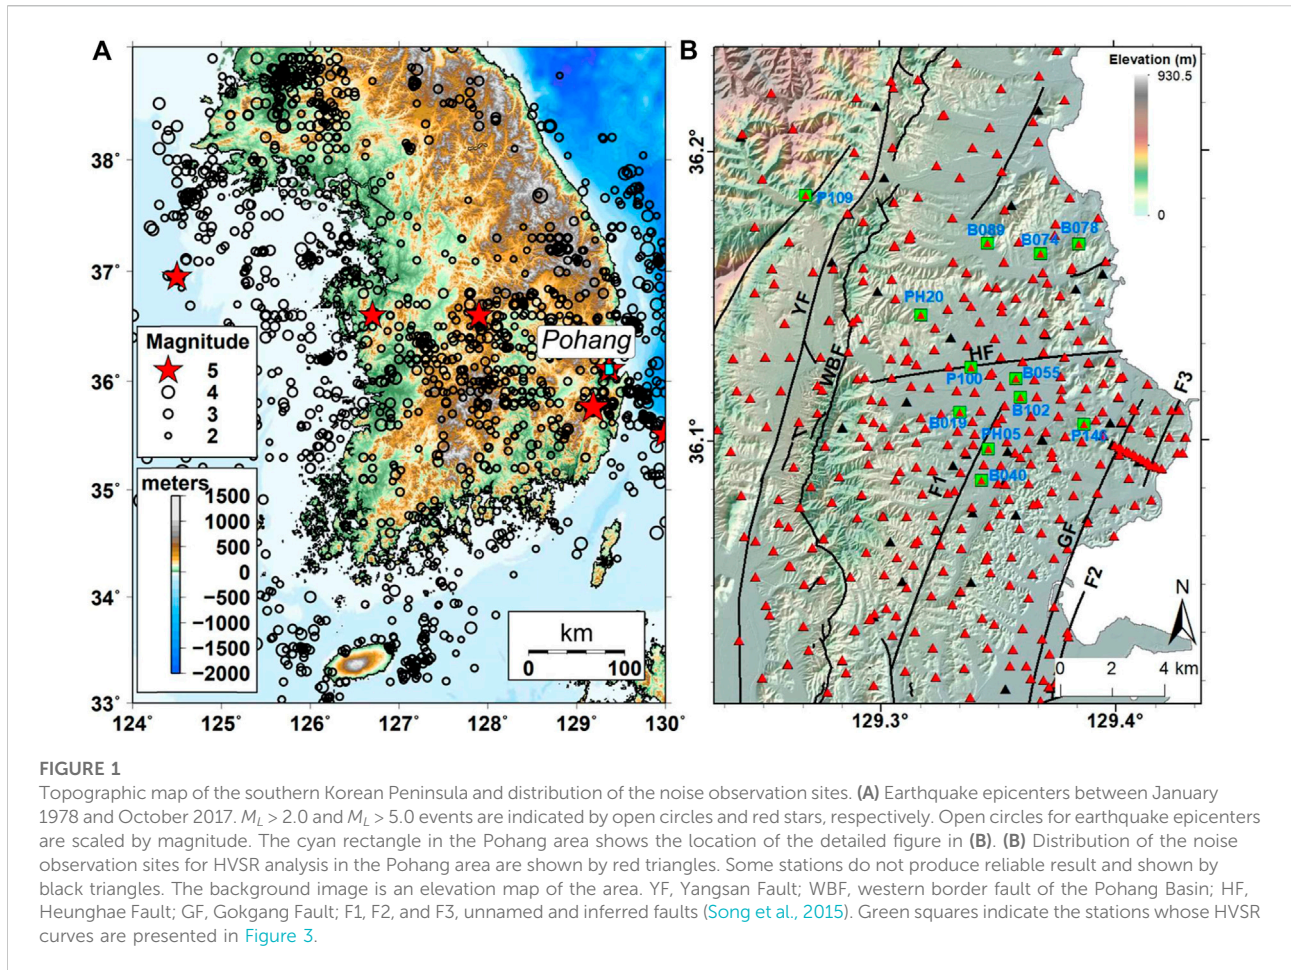 A
38°
37°
36°
35°
34°
33°
124
125
126
127
128
129
130
Pohang
Magnitude
5
4
3
2
meters
1500
1000
500
0
−500
−1000
−1500
−2000
km
0
100
B
Elevation (m)
930.5
0
36.2°
36.1°
129.3°
129.4°
P109
B089
B074
B078
PH20
YF
WBF
HF
P100
B055
B102
B019
PH05
B040
F1
F3
GF
F2
N
0 2 4 km
FIGURE 1
Topographic map of the southern Korean Peninsula and distribution of the noise observation sites. (A) Earthquake epicenters between January
1978 and October 2017. ML > 2.0 and ML > 5.0 events are indicated by open circles and red stars, respectively. Open circles for earthquake epicenters
are scaled by magnitude. The cyan rectangle in the Pohang area shows the location of the detailed figure in (B). (B) Distribution of the noise
observation sites for HVSR analysis in the Pohang area are shown by red triangles. Some stations do not produce reliable result and shown by
black triangles. The background image is an elevation map of the area. YF, Yangsan Fault; WBF, western border fault of the Pohang Basin; HF,
Heunghae Fault; GF, Gokgang Fault; F1, F2, and F3, unnamed and inferred faults (Song et al., 2015). Green squares indicate the stations whose HVSR
curves are presented in Figure 3.